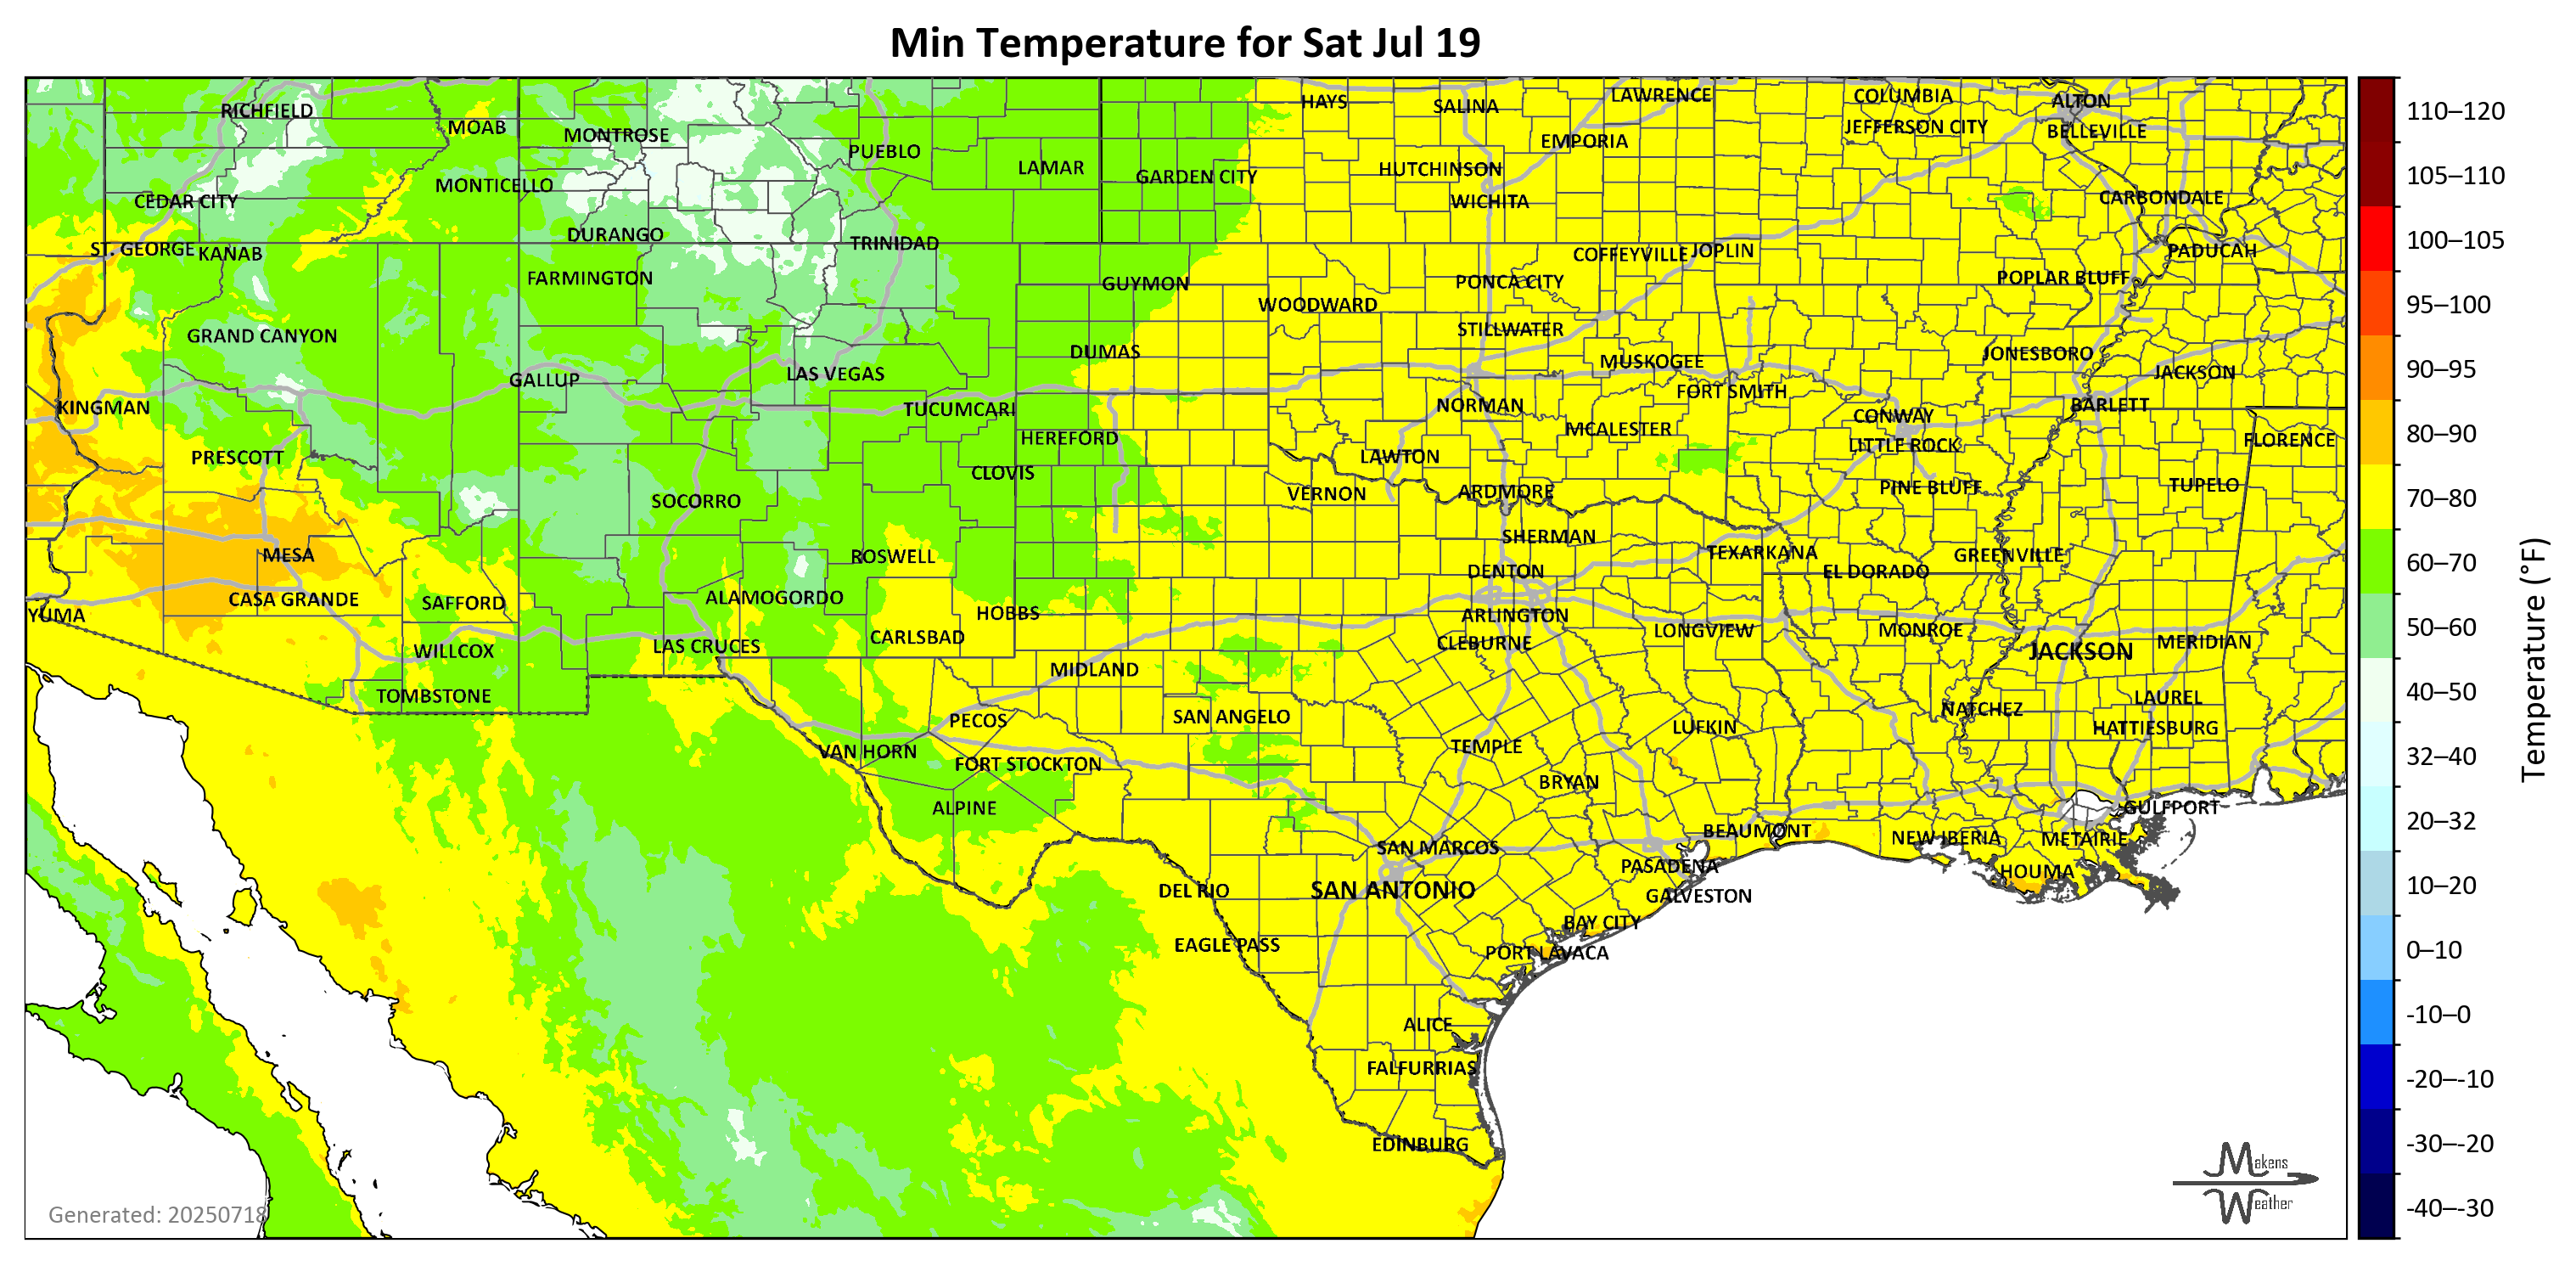 Min Temperature for Sat Jul 19
RICHFIELD
MOAB
MONTROSE
PUEBLO
LAMAR
GARDEN CITY
HAYS
SALINA
LAWRENCE
EMPORIA
HUTCHINSON
WICHITA
COLUMBIA
JEFFERSON CITY
ALTON
BELLEVILLE
CARBONDALE
MONTICELLO
CEDAR CITY
DURANGO
TRINIDAD
ST. GEORGE
KANAB
FARMINGTON
GUYMON
WOODWARD
PONCA CITY
COFFEYVILLE
JOPLIN
POPLAR BLUFF
PADUCAH
GRAND CANYON
STILLWATER
DUMAS
MUSKOGEE
JONESBORO
JACKSON
GALLUP
LAS VEGAS
FORT SMITH
KINGMAN
TUCUMCARI
NORMAN
CONWAY
BARLETT
HEREFORD
MCALESTER
LITTLE ROCK
FLORENCE
PRESCOTT
CLOVIS
LAWTON
SOCORRO
VERNON
ARDMORE
PINE BLUFF
TUPELO
MESA
ROSWELL
SHERMAN
TEXARKANA
GREENVILLE
DENTON
EL DORADO
YUMA
CASA GRANDE
SAFFORD
ALAMOGORDO
HOBBS
ARLINGTON
WILLCOX
LAS CRUCES
CARLSBAD
CLEBURNE
LONGVIEW
MONROE
JACKSON
MERIDIAN
MIDLAND
TOMBSTONE
PECOS
SAN ANGELO
LUFKIN
NATCHEZ
LAUREL
HATTIESBURG
VAN HORN
FORT STOCKTON
TEMPLE
BRYAN
ALPINE
GULFPORT
BEAUMONT
NEW IBERIA
METAIRIE
SAN MARCOS
PASADENA
HOUMA
DEL RIO
SAN ANTONIO
GALVESTON
BAY CITY
EAGLE PASS
PORT LAVACA
ALICE
FALFURRIAS
EDINBURG
Generated: 20250718
Makens
Weather
110–120
105–110
100–105
95–100
90–95
80–90
70–80
60–70
50–60
40–50
32–40
20–32
10–20
0–10
-10–0
-20–-10
-30–-20
-40–-30
Temperature (°F)